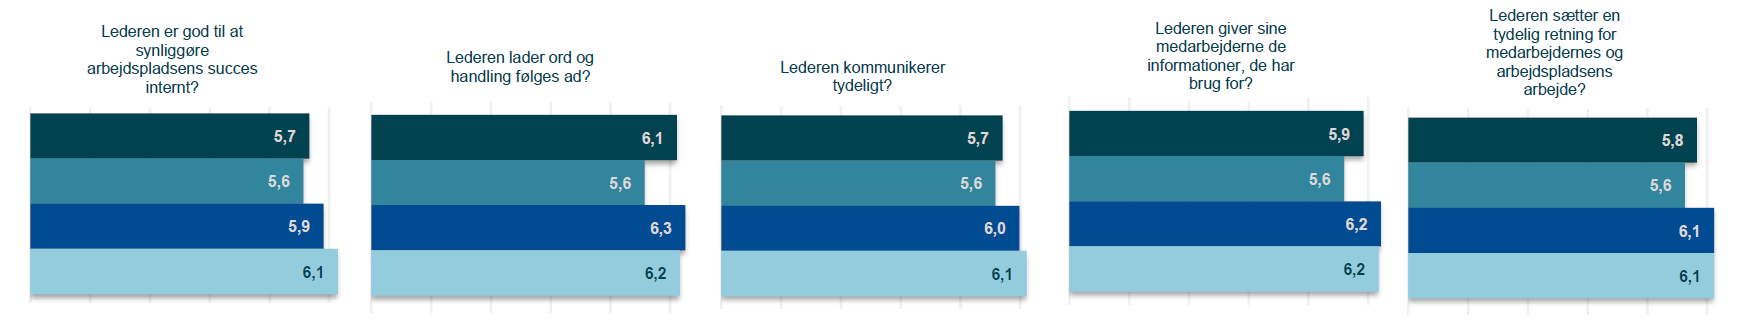 Lederen er god til at
synliggøre
arbejdspladsens succes
internt?
5,7
5,6
5,9
6,1
Lederen lader ord og
handling følges ad?
6,1
5,6
6,3
6,2
Lederen kommunikerer
tydeligt?
5,7
5,6
6,0
6,1
Lederen giver sine
medarbejderne de
informationer, de har
brug for?
5,9
5,6
6,2
6,2
Lederen sætter en
tydelig retning for
medarbejdernes og
arbejdspladsens
arbejde?
5,8
5,6
6,1
6,1